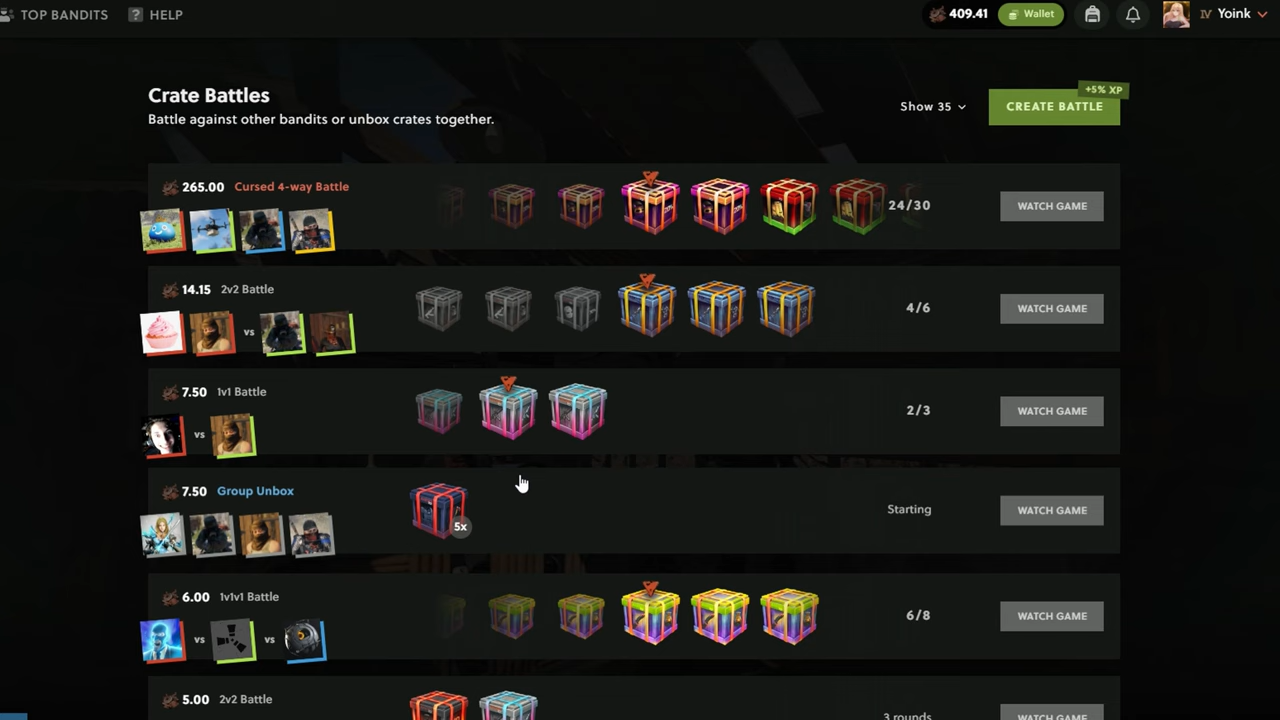 TOP BANDITS ? HELP 409.41 Wallet IV Yoink
Crate Battles
Battle against other bandits or unbox crates together.
Show 35
+5% XP
CREATE BATTLE
265.00 Cursed 4-way Battle
24/30
WATCH GAME
14.15 2v2 Battle
vs
4/6
WATCH GAME
7.50 1v1 Battle
vs
2/3
WATCH GAME
7.50 Group Unbox
5x
Starting
WATCH GAME
6.00 1v1v1 Battle
vs vs
6/8
WATCH GAME
5.00 2v2 Battle
3 rounds
WATCH GAME